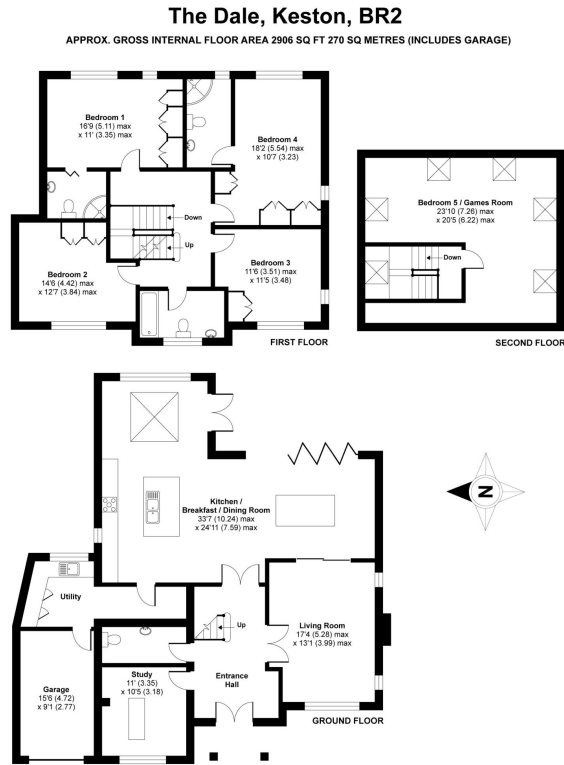 The Dale, Keston, BR2
APPROX. GROSS INTERNAL FLOOR AREA 2906 SQ FT 270 SQ METRES (INCLUDES GARAGE)
Bedroom 1
16'9 (5.11) max
x 11' (3.35) max
Bedroom 4
18'2 (5.54) max
x 10'7 (3.23)
Down
Up
Bedroom 2
14'6 (4.42) max
x 12'7 (3.84) max
Bedroom 3
11'6 (3.51) max
x 11'5 (3.48)
FIRST FLOOR
Bedroom 5 / Games Room
23'10 (7.26) max
x 20'5 (6.22) max
Down
SECOND FLOOR
Kitchen /
Breakfast / Dining Room
33'7 (10.24) max
x 24'11 (7.59) max
N
Utility
Up
Living Room
17'4 (5.28) max
x 13'1 (3.99) max
Study
11' (3.35)
x 10'5 (3.18)
Entrance
Hall
Garage
15'6 (4.72)
x 9'1 (2.77)
GROUND FLOOR